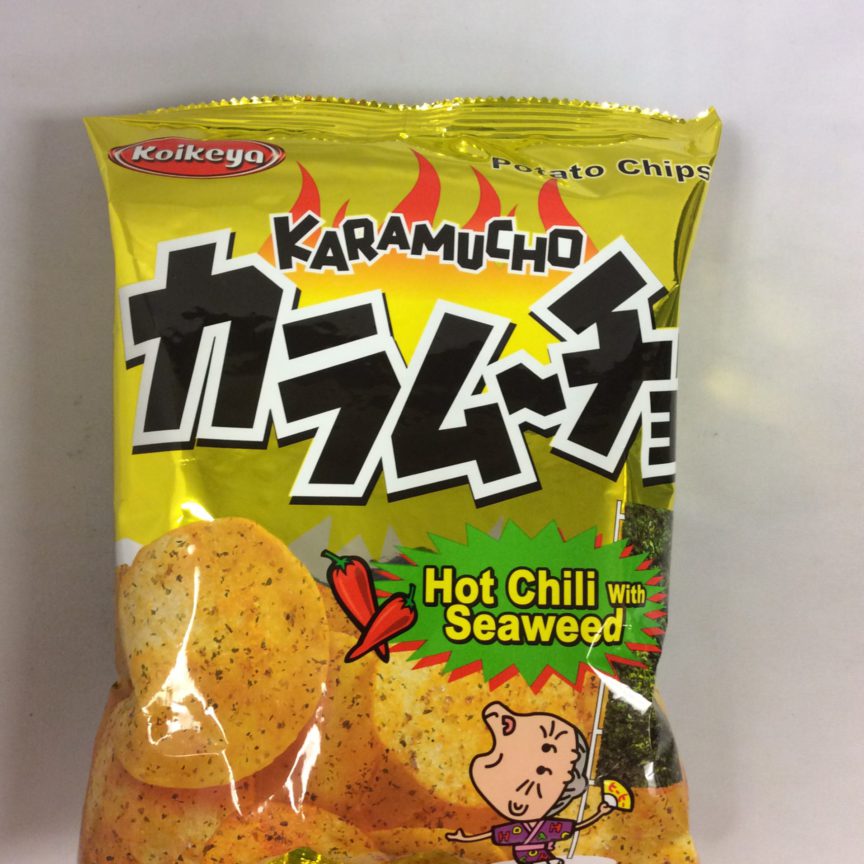 Koikeya
Potato Chips
KARAMUCHO
カラムーチョ
Hot Chili With
Seaweed